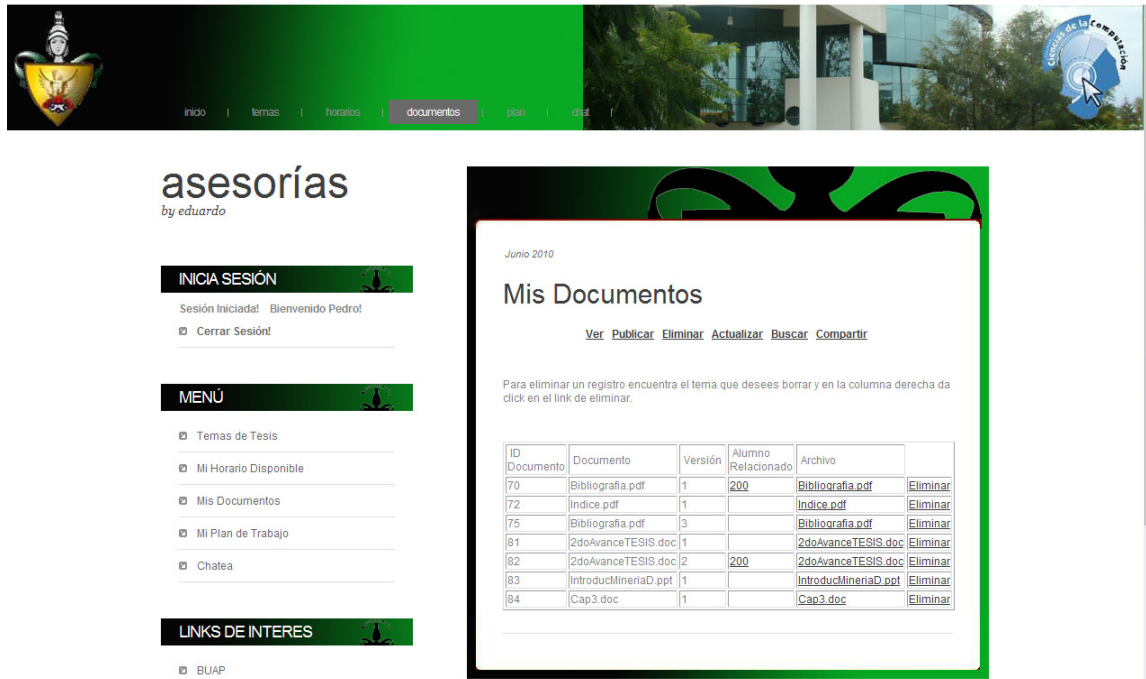 Ciencias de la Computación
inicio | temas | horarios | documentos | plan | chat |
asesorías
by eduardo
INICIA SESIÓN
Sesión Iniciada! Bienvenido Pedro!
Cerrar Sesión!
MENÚ
Temas de Tesis
Mi Horario Disponible
Mis Documentos
Mi Plan de Trabajo
Chatea
LINKS DE INTERES
BUAP
Junio 2010
Mis Documentos
Ver Publicar Eliminar Actualizar Buscar Compartir
Para eliminar un registro encuentra el tema que desees borrar y en la columna derecha da
click en el link de eliminar.
ID Documento Documento Versión Alumno Relacionado Archivo
70 Bibliografia.pdf 1 200 Bibliografia.pdf Eliminar
72 Indice.pdf 1 Indice.pdf Eliminar
75 Bibliografia.pdf 3 Bibliografia.pdf Eliminar
81 2doAvanceTESIS.doc 1 2doAvanceTESIS.doc Eliminar
82 2doAvanceTESIS.doc 2 200 2doAvanceTESIS.doc Eliminar
83 IntroducMineriaD.ppt 1 IntroducMineriaD.ppt Eliminar
84 Cap3.doc 1 Cap3.doc Eliminar